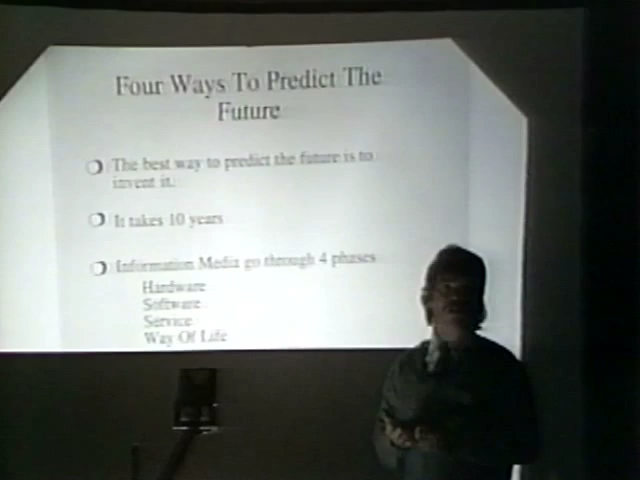 Four Ways To Predict The
Future
The best way to predict the future is to
invent it.
It takes 10 years
Information Media go through 4 phases
Hardware
Software
Service
Way Of Life